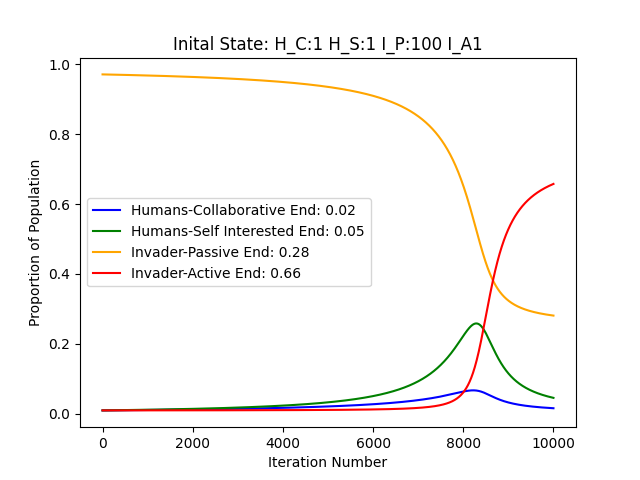 Inital State: H_C:1 H_S:1 I_P:100 I_A1
1.0
0.8
0.6
0.4
0.2
0.0
Proportion of Population
Humans-Collaborative End: 0.02
Humans-Self Interested End: 0.05
Invader-Passive End: 0.28
Invader-Active End: 0.66
0 2000 4000 6000 8000 10000
Iteration Number